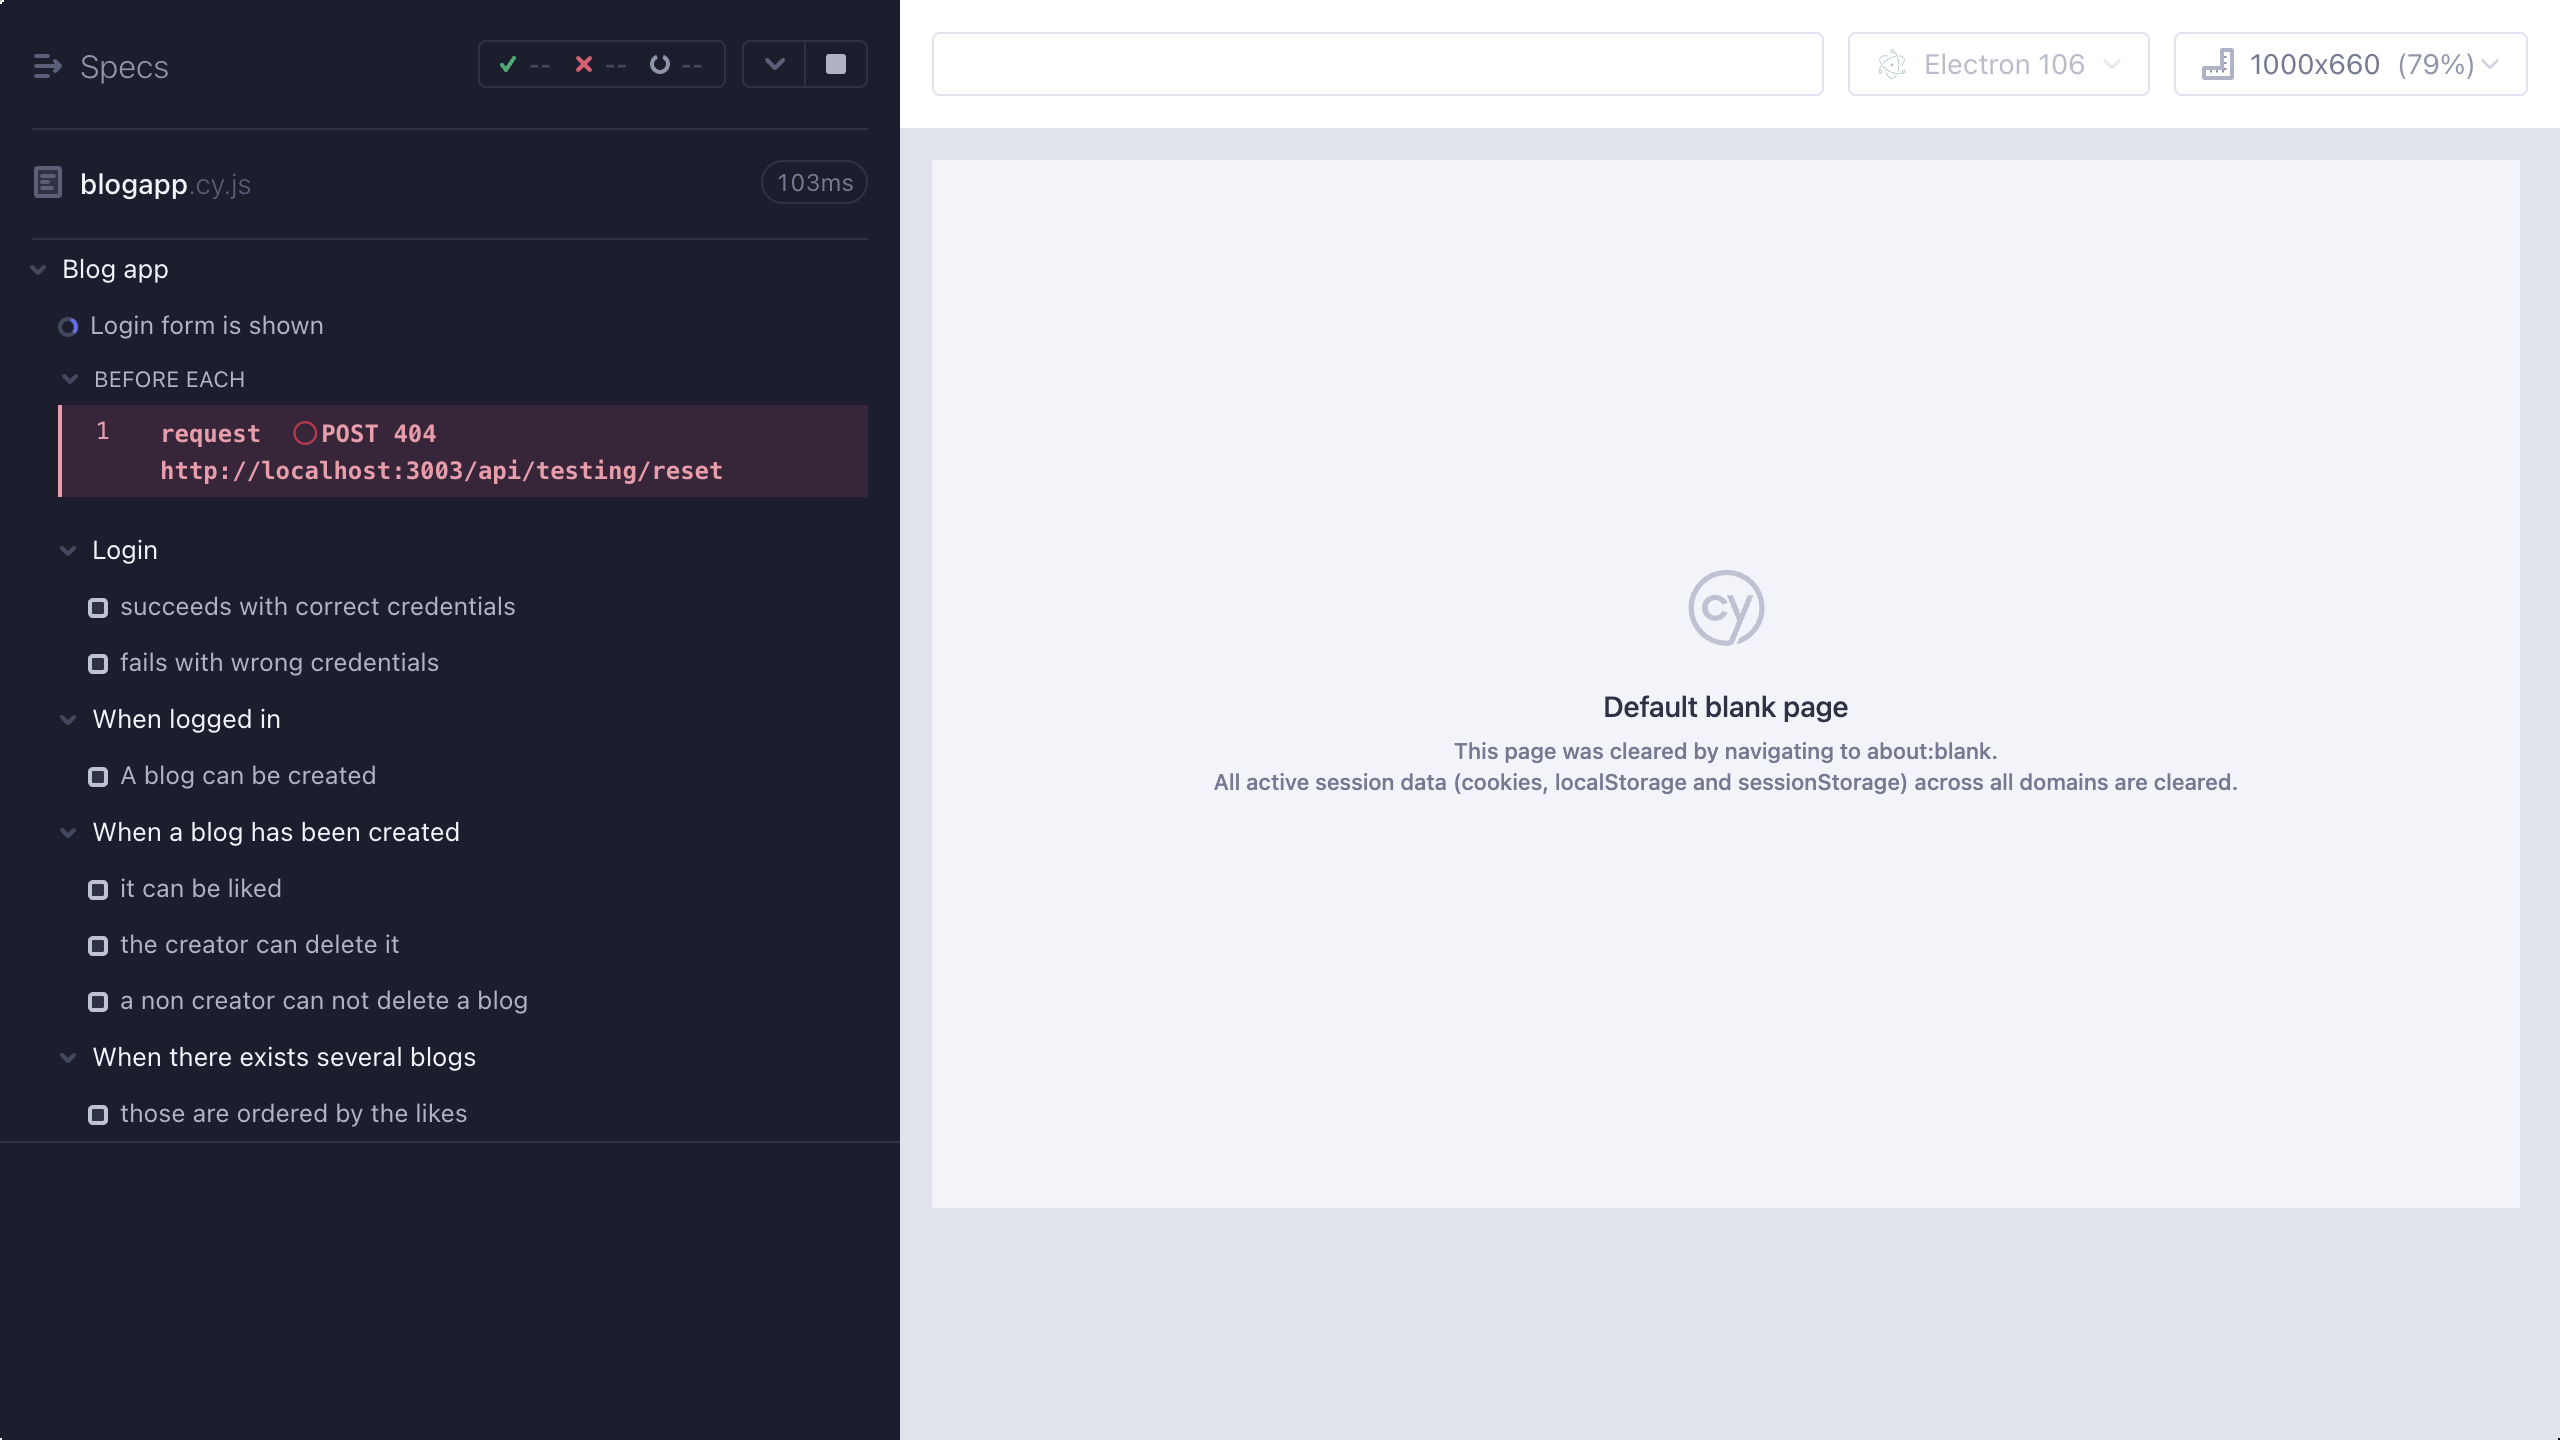 Specs
--
--
--
Electron 106
1000x660 (79%)
blogapp.cy.js
103ms
Blog app
Login form is shown
BEFORE EACH
1 request POST 404
http://localhost:3003/api/testing/reset
Login
succeeds with correct credentials
fails with wrong credentials
When logged in
A blog can be created
When a blog has been created
it can be liked
the creator can delete it
a non creator can not delete a blog
When there exists several blogs
those are ordered by the likes
cy
Default blank page
This page was cleared by navigating to about:blank.
All active session data (cookies, localStorage and sessionStorage) across all domains are cleared.